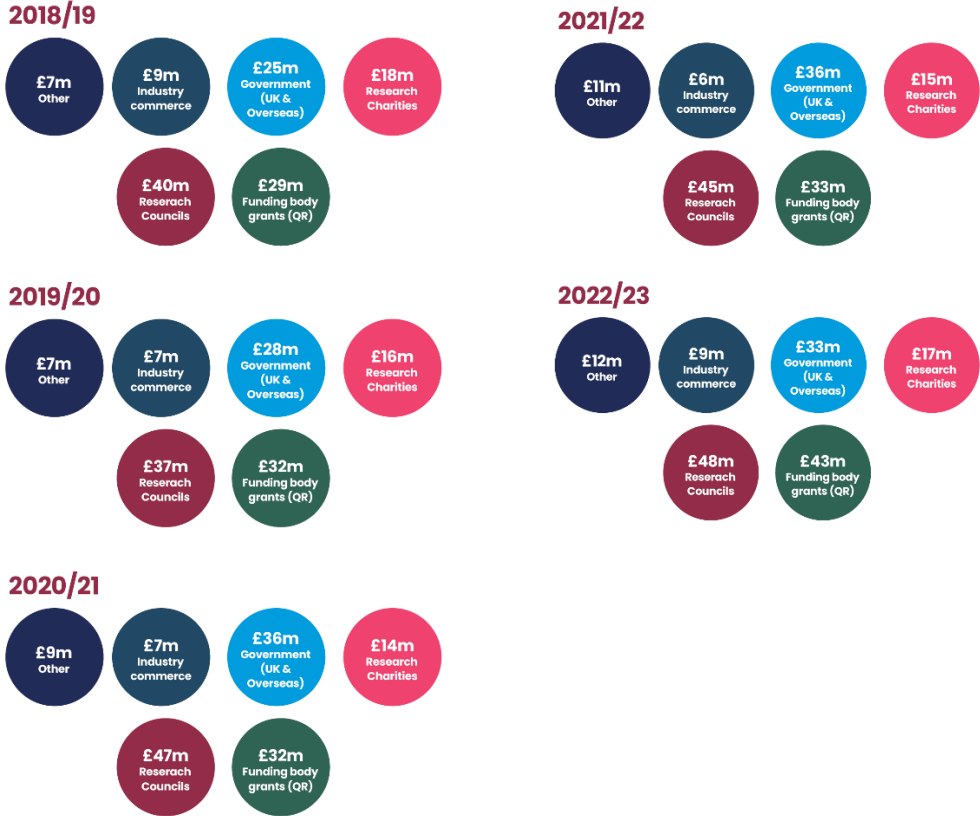 2018/19
£7m
Other
£9m
Industry
commerce
£25m
Government
(UK &
Overseas)
£18m
Research
Charities
£40m
Reserach
Councils
£29m
Funding body
grants (QR)
2019/20
£7m
Other
£7m
Industry
commerce
£28m
Government
(UK &
Overseas)
£16m
Research
Charities
£37m
Reserach
Councils
£32m
Funding body
grants (QR)
2020/21
£9m
Other
£7m
Industry
commerce
£36m
Government
(UK &
Overseas)
£14m
Research
Charities
£47m
Reserach
Councils
£32m
Funding body
grants (QR)
2021/22
£11m
Other
£6m
Industry
commerce
£36m
Government
(UK &
Overseas)
£15m
Research
Charities
£45m
Reserach
Councils
£33m
Funding body
grants (QR)
2022/23
£12m
Other
£9m
Industry
commerce
£33m
Government
(UK &
Overseas)
£17m
Research
Charities
£48m
Reserach
Councils
£43m
Funding body
grants (QR)